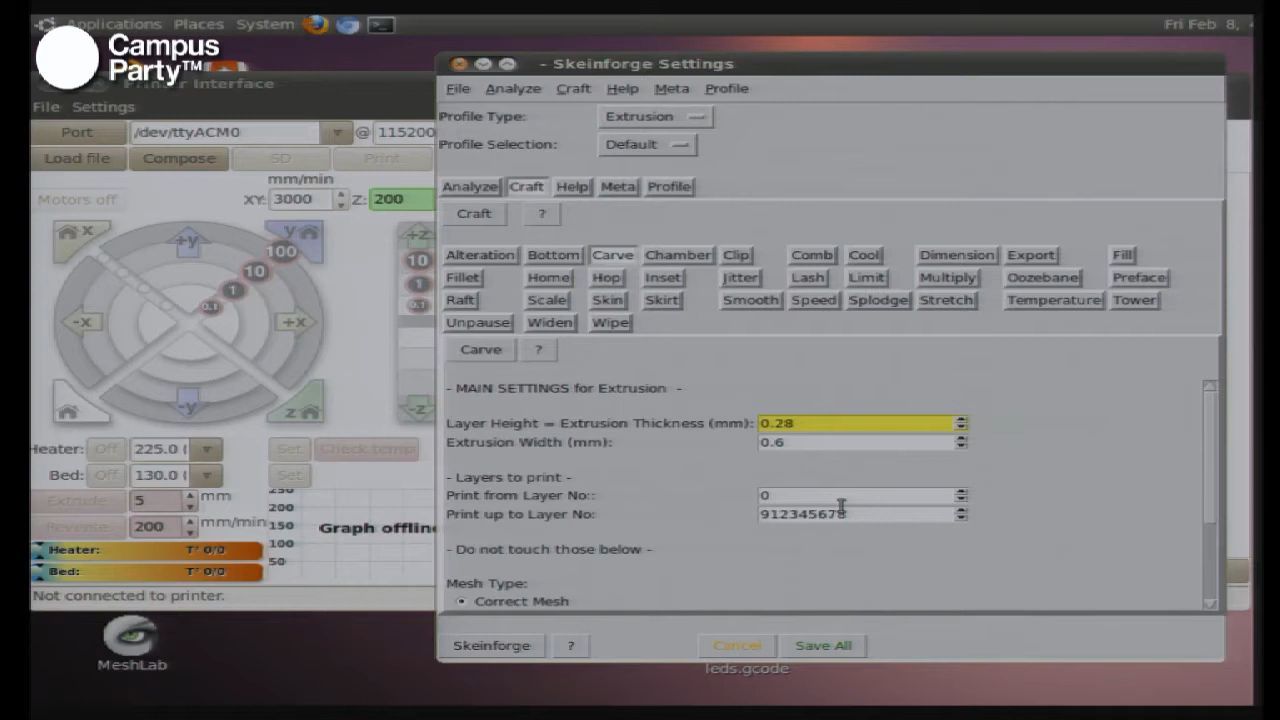 Applications Places System
Fri Feb 8,
Campus
Party™
Interface
File Settings
Port /dev/ttyACM0 @ 115200
Load file Compose SD Print
mm/min
Motors off XY: 3000 Z: 200
x +y y 100 10 1 0.1
-x +x
-y z
+z 10 1 0.1
-z
Heater: Off 225.0 ( Set Check temp
Bed: Off 130.0 ( Set
Extrude 5 mm
Reverse 200 mm/min
250
200
150
100
50
Graph offline
Heater: T° 0/0
Bed: T° 0/0
Not connected to printer.
MeshLab
- Skeinforge Settings
File Analyze Craft Help Meta Profile
Profile Type: Extrusion
Profile Selection: Default
Analyze Craft Help Meta Profile
Craft ?
Alteration Bottom Carve Chamber Clip Comb Cool Dimension Export Fill
Fillet Home Hop Inset Jitter Lash Limit Multiply Oozebane Preface
Raft Scale Skin Skirt Smooth Speed Splodge Stretch Temperature Tower
Unpause Widen Wipe
Carve ?
- MAIN SETTINGS for Extrusion -
Layer Height = Extrusion Thickness (mm): 0.28
Extrusion Width (mm): 0.6
- Layers to print -
Print from Layer No:: 0
Print up to Layer No: 912345678
- Do not touch those below -
Mesh Type:
Correct Mesh
Skeinforge ? Cancel Save All
leds.gcode